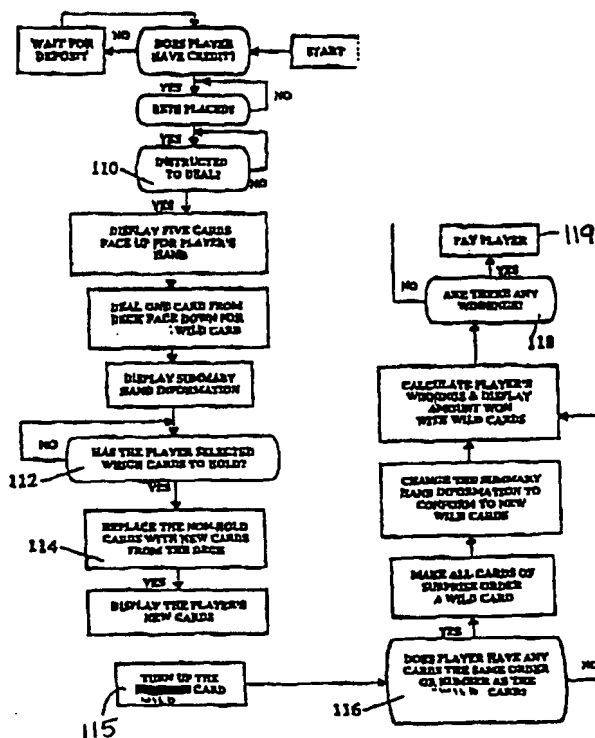 NO
WAIT FOR
DEPOSIT
DOES PLAYER
HAVE CREDIT?
START
YES
NO
BETS PLACED?
YES
110
INSTRUCTED
TO DEAL?
NO
YES
DISPLAY FIVE CARDS
FACE UP FOR PLAYER'S
HAND
DEAL ONE CARD FROM
DECK FACE DOWN FOR
WILD CARD
DISPLAY SUMMARY
HAND INFORMATION
NO
112
HAS THE PLAYER SELECTED
WHICH CARDS TO HOLD?
YES
114
REPLACE THE NON-HOLD
CARDS WITH NEW CARDS
FROM THE DECK
YES
DISPLAY THE PLAYER'S
NEW CARDS
115
TURN UP THE
CARD
WILD
116
DOES PLAYER HAVE ANY
CARDS THE SAME ORDER
OR NUMBER AS THE
"WILD CARD?
NO
YES
MAKE ALL CARDS OF
SURPRISE ORDER
A WILD CARD
CHANGE THE SUMMARY
HAND INFORMATION TO
CONFORM TO NEW
WILD CARDS
CALCULATE PLAYER'S
WINNINGS & DISPLAY
AMOUNT WON
WITH WILD CARDS
118
ARE THERE ANY
WINNINGS?
NO
YES
PAY PLAYER
119